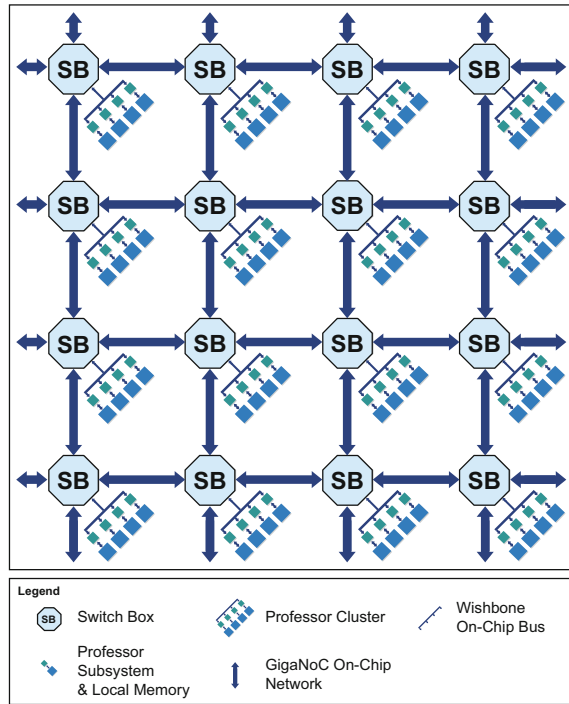 SB SB SB SB
SB SB SB SB
SB SB SB SB
SB SB SB SB
Legend
SB Switch Box
Professor Cluster
Wishbone
On-Chip Bus
Professor
Subsystem
& Local Memory
GigaNoC On-Chip
Network